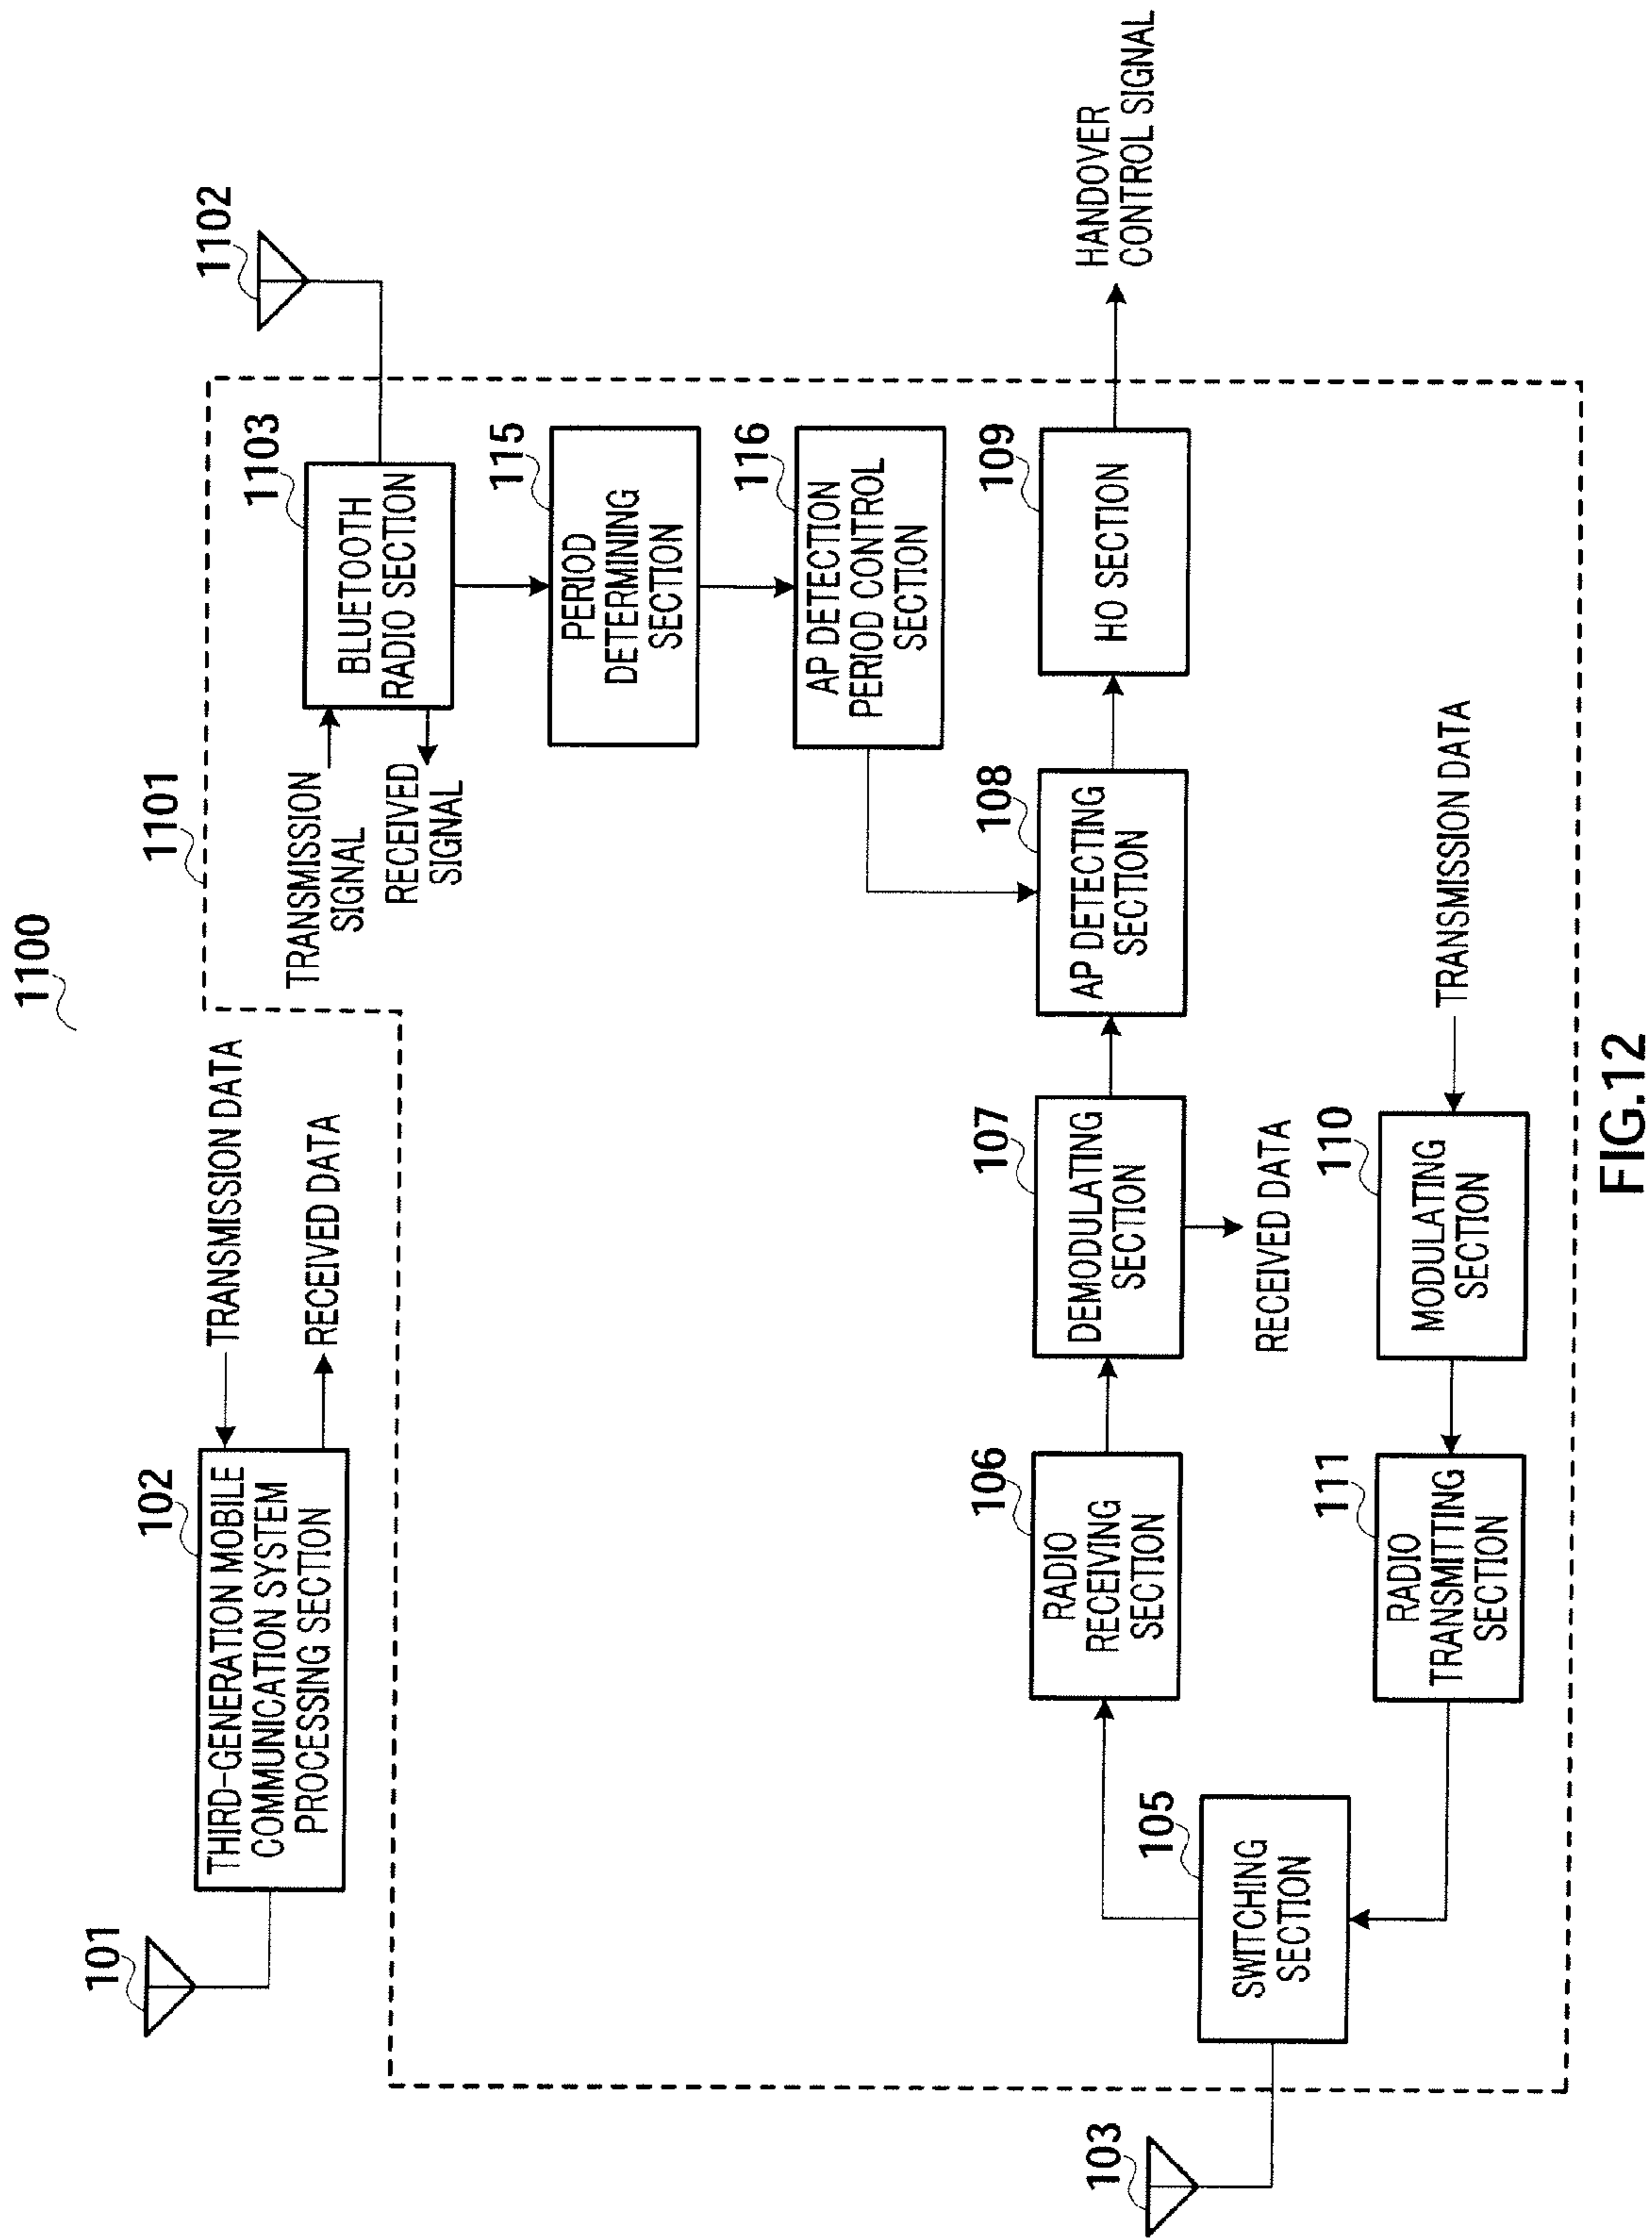 1100
101
102
THIRD-GENERATION MOBILE
COMMUNICATION SYSTEM
PROCESSING SECTION
TRANSMISSION DATA
RECEIVED DATA
1101
1102
1103
BLUETOOTH
RADIO SECTION
TRANSMISSION
SIGNAL
RECEIVED
SIGNAL
115
PERIOD
DETERMINING
SECTION
116
AP DETECTION
PERIOD CONTROL
SECTION
103
105
SWITCHING
SECTION
106
RADIO
RECEIVING
SECTION
107
DEMODULATING
SECTION
RECEIVED DATA
108
AP DETECTING
SECTION
109
HO SECTION
HANDOVER
CONTROL SIGNAL
111
RADIO
TRANSMITTING
SECTION
110
MODULATING
SECTION
TRANSMISSION DATA
FIG.12